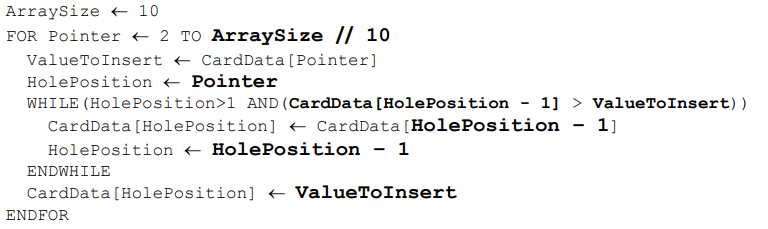 ArraySize ← 10
FOR Pointer ← 2 TO ArraySize // 10
ValueToInsert ← CardData[Pointer]
HolePosition ← Pointer
WHILE(HolePosition>1 AND(CardData[HolePosition - 1] > ValueToInsert))
CardData[HolePosition] ← CardData[HolePosition - 1]
HolePosition ← HolePosition - 1
ENDWHILE
CardData[HolePosition] ← ValueToInsert
ENDFOR